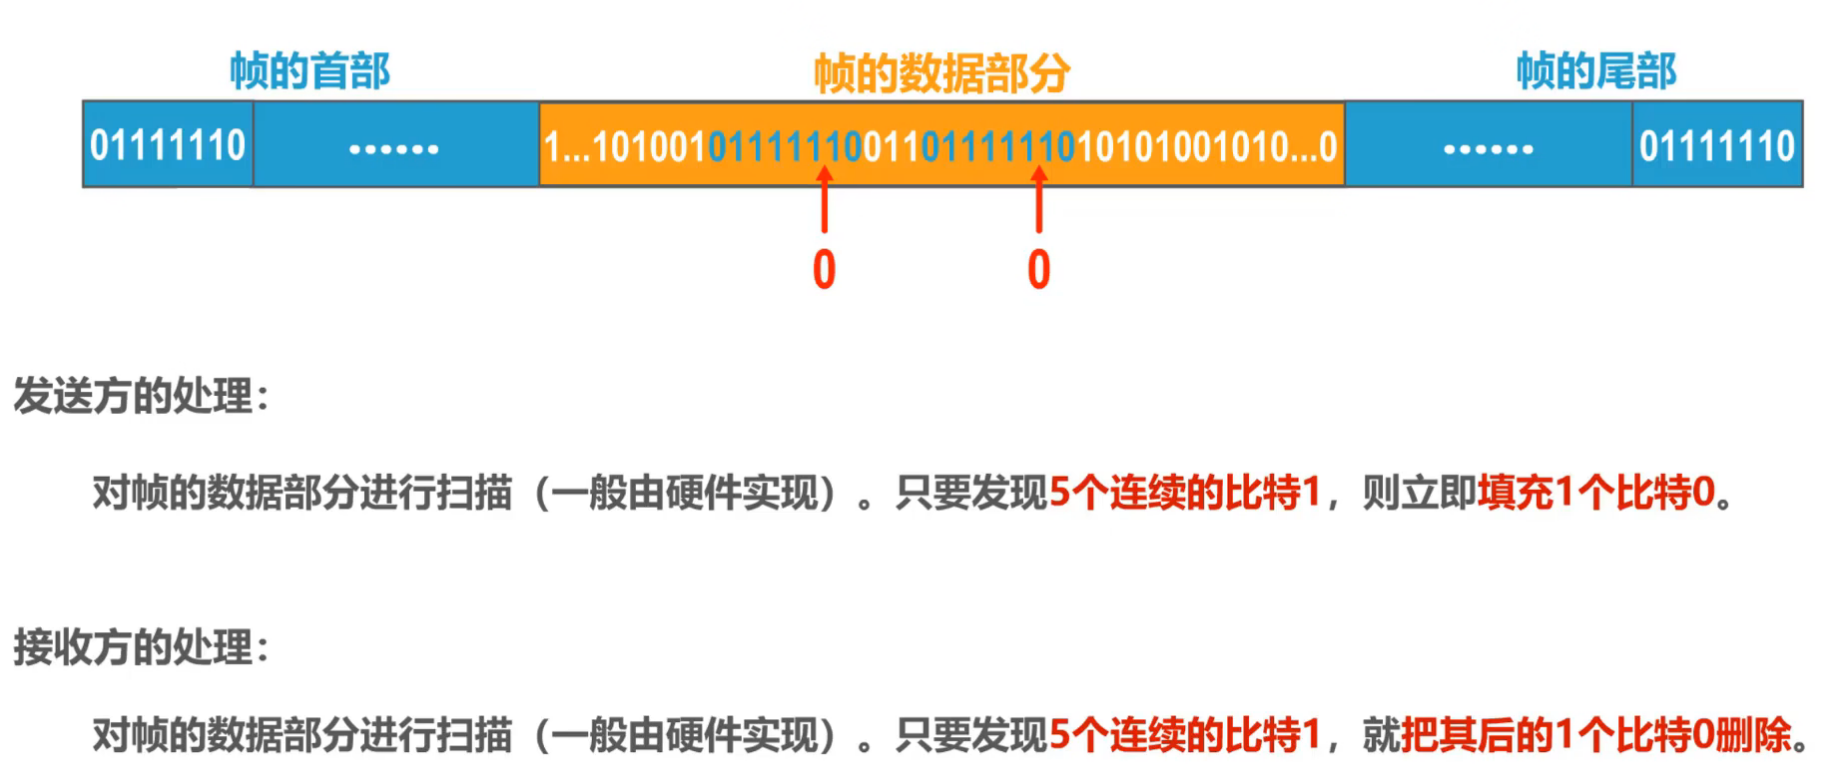 帧的首部 帧的数据部分 帧的尾部
01111110 …… 1...101001011111100110111111010101001010...0 …… 01111110
0 0
发送方的处理：
对帧的数据部分进行扫描（一般由硬件实现）。只要发现5个连续的比特1，则立即填充1个比特0。
接收方的处理：
对帧的数据部分进行扫描（一般由硬件实现）。只要发现5个连续的比特1，就把其后的1个比特0删除。